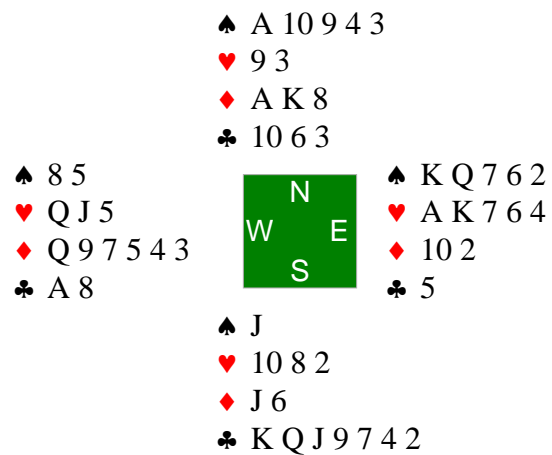 ♠ A 10 9 4 3
♥ 9 3
♦ A K 8
♣ 10 6 3
♠ 8 5
♥ Q J 5
♦ Q 9 7 5 4 3
♣ A 8
N
W E
S
♠ K Q 7 6 2
♥ A K 7 6 4
♦ 10 2
♣ 5
♠ J
♥ 10 8 2
♦ J 6
♣ K Q J 9 7 4 2